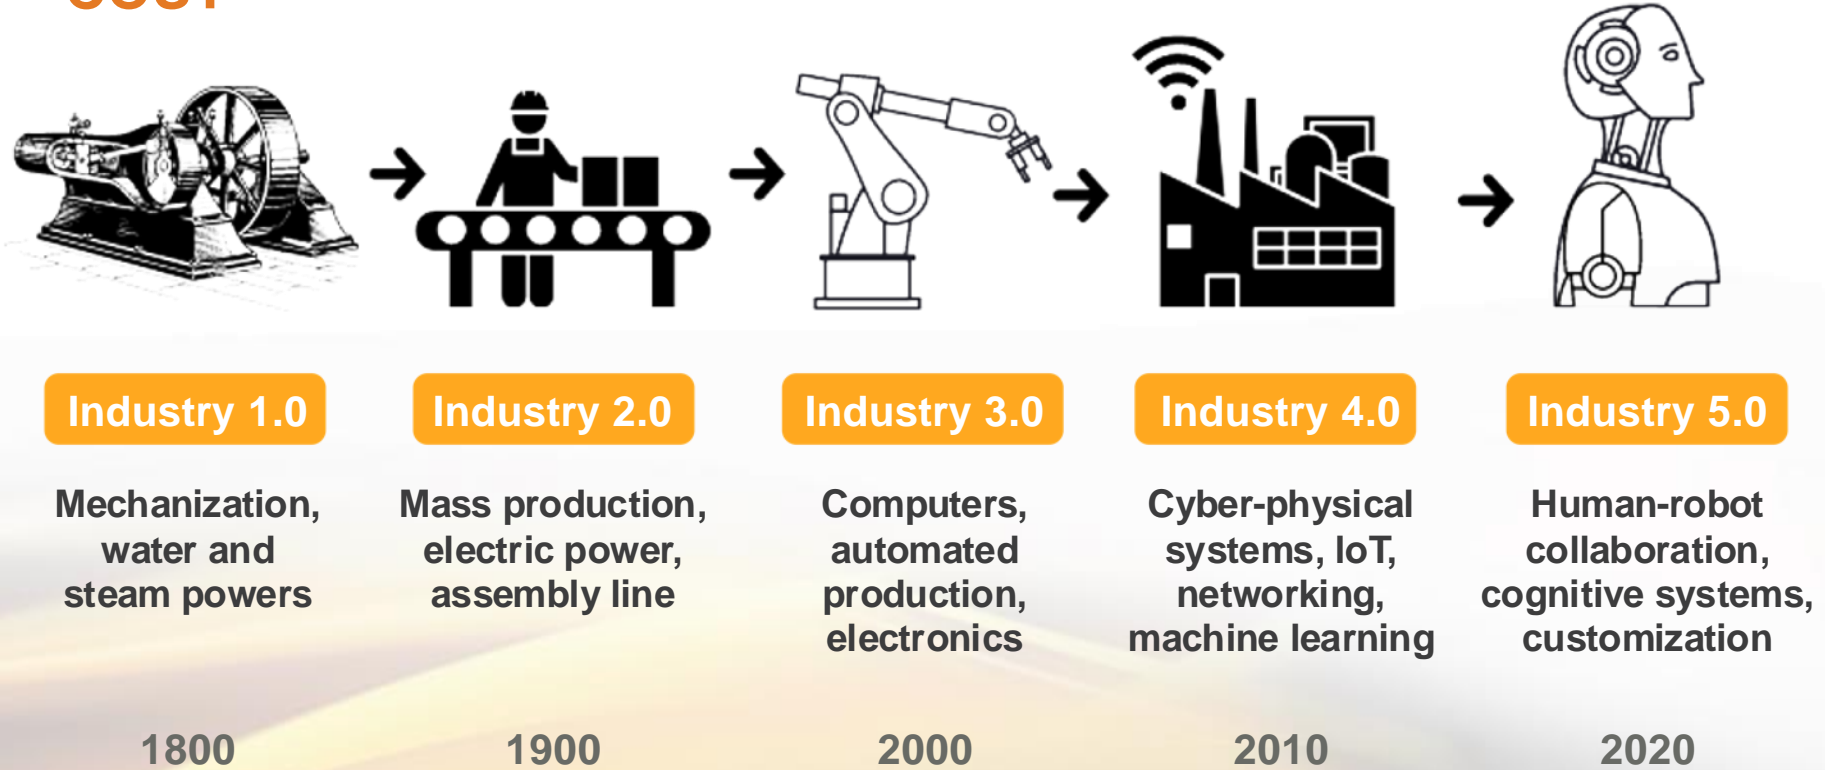 Industry 1.0
Industry 2.0
Industry 3.0
Industry 4.0
Industry 5.0
Mechanization,
water and
steam powers
Mass production,
electric power,
assembly line
Computers,
automated
production,
electronics
Cyber-physical
systems, IoT,
networking,
machine learning
Human-robot
collaboration,
cognitive systems,
customization
1800
1900
2000
2010
2020